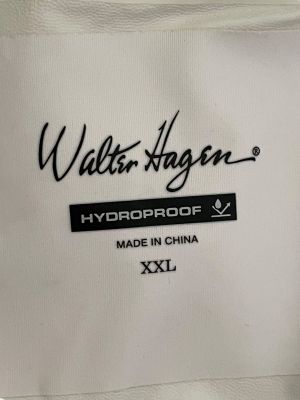 Walter Hagen®
HYDROPROOF
MADE IN CHINA
XXL